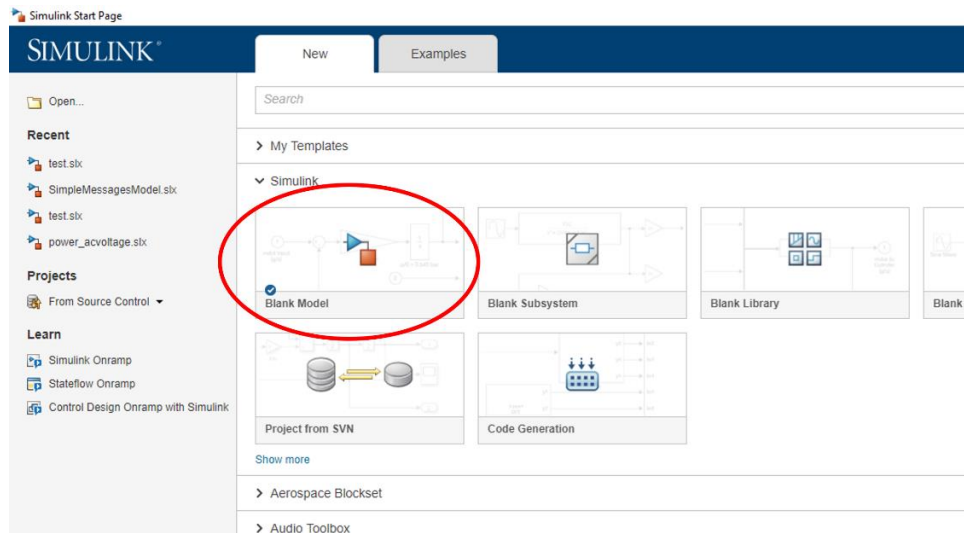 Simulink Start Page
SIMULINK®
New
Examples
Open...
Recent
test.slx
SimpleMessagesModel.slx
test.slx
power_acvoltage.slx
Projects
From Source Control
Learn
Simulink Onramp
Stateflow Onramp
Control Design Onramp with Simulink
Search
My Templates
Simulink
Blank Model
Blank Subsystem
Blank Library
Blank
Project from SVN
Code Generation
Show more
Aerospace Blockset
Audio Toolbox